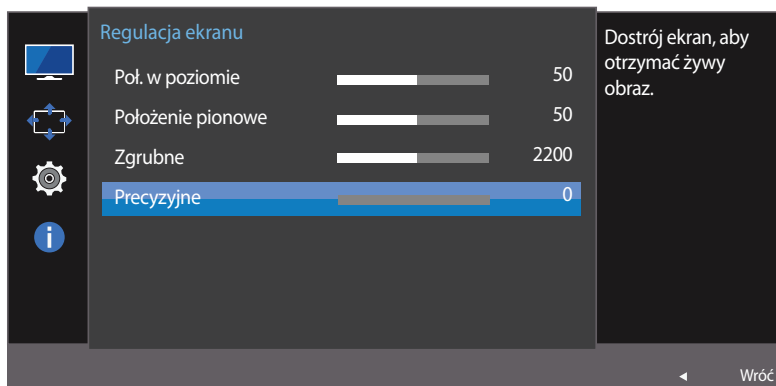 Regulacja ekranu
Poł. w poziomie 50
Położenie pionowe 50
Zgrubne 2200
Precyzyjne 0
Dostrój ekran, aby
otrzymać żywy
obraz.
Wróć